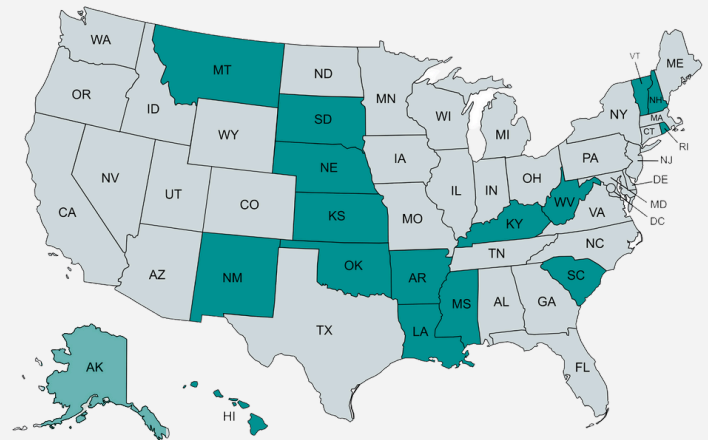 WA
MT
ND
MN
VT
ME
OR
ID
SD
WI
MI
NY
NH
MA
CT
RI
WY
NE
IA
PA
NJ
NV
UT
CO
IL
IN
OH
DE
MD
DC
CA
KS
MO
WV
VA
KY
NC
AZ
NM
OK
AR
TN
SC
TX
LA
MS
AL
GA
FL
AK
HI